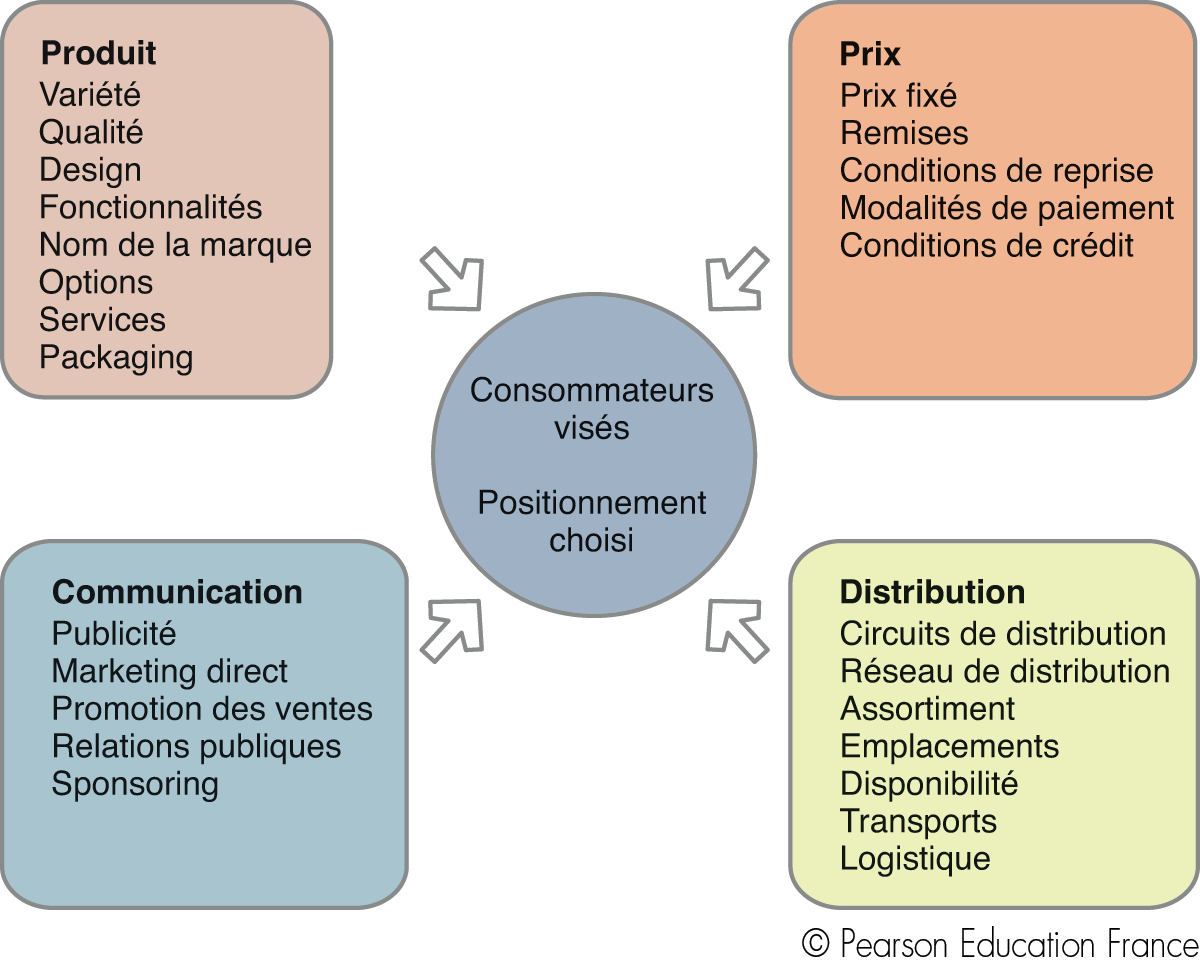 Produit
Variété
Qualité
Design
Fonctionnalités
Nom de la marque
Options
Services
Packaging
Prix
Prix fixé
Remises
Conditions de reprise
Modalités de paiement
Conditions de crédit
Consommateurs
visés
Positionnement
choisi
Communication
Publicité
Marketing direct
Promotion des ventes
Relations publiques
Sponsoring
Distribution
Circuits de distribution
Réseau de distribution
Assortiment
Emplacements
Disponibilité
Transports
Logistique
© Pearson Education France